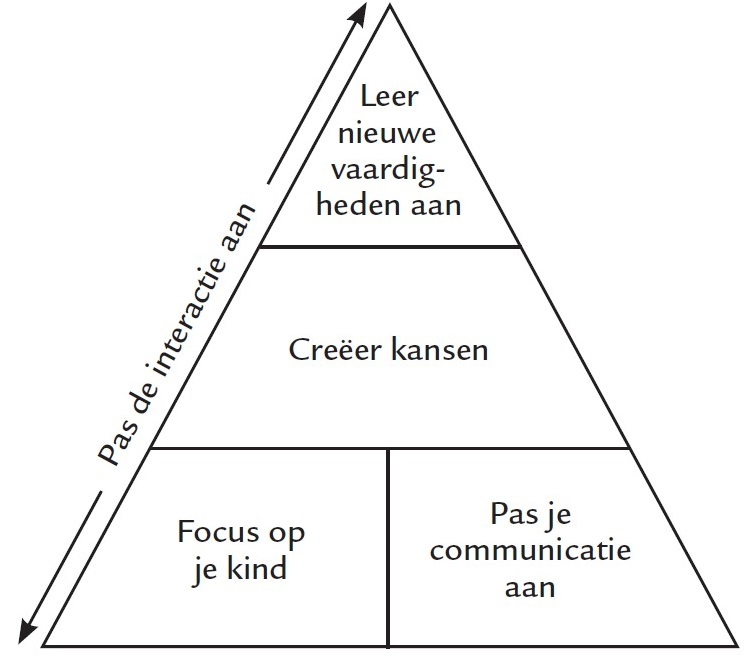 Leer
nieuwe
vaardig-
heden aan
Pas de interactie aan
Creëer kansen
Focus op
je kind
Pas je
communicatie
aan